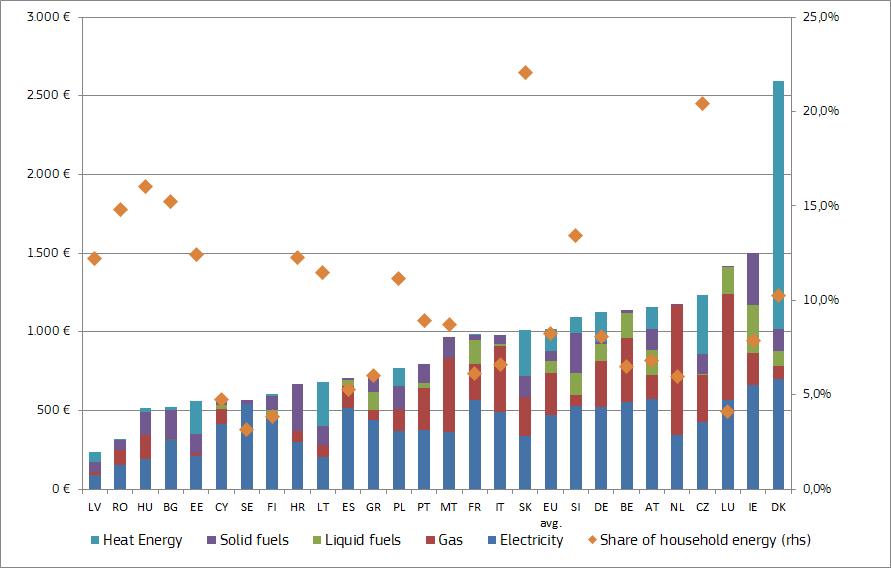 3.000 € 25,0%
2.500 € 20,0%
2.000 € 15,0%
1.500 € 10,0%
1.000 € 5,0%
500 € 0,0%
0 €
LV RO HU BG EE CY SE FI HR LT ES GR PL PT MT FR IT SK EU avg. SI DE BE AT NL CZ LU IE DK
Heat Energy Solid fuels Liquid fuels Gas Electricity Share of household energy (rhs)